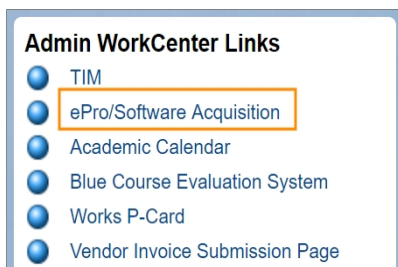 Admin WorkCenter Links
TIM
ePro/Software Acquisition
Academic Calendar
Blue Course Evaluation System
Works P-Card
Vendor Invoice Submission Page